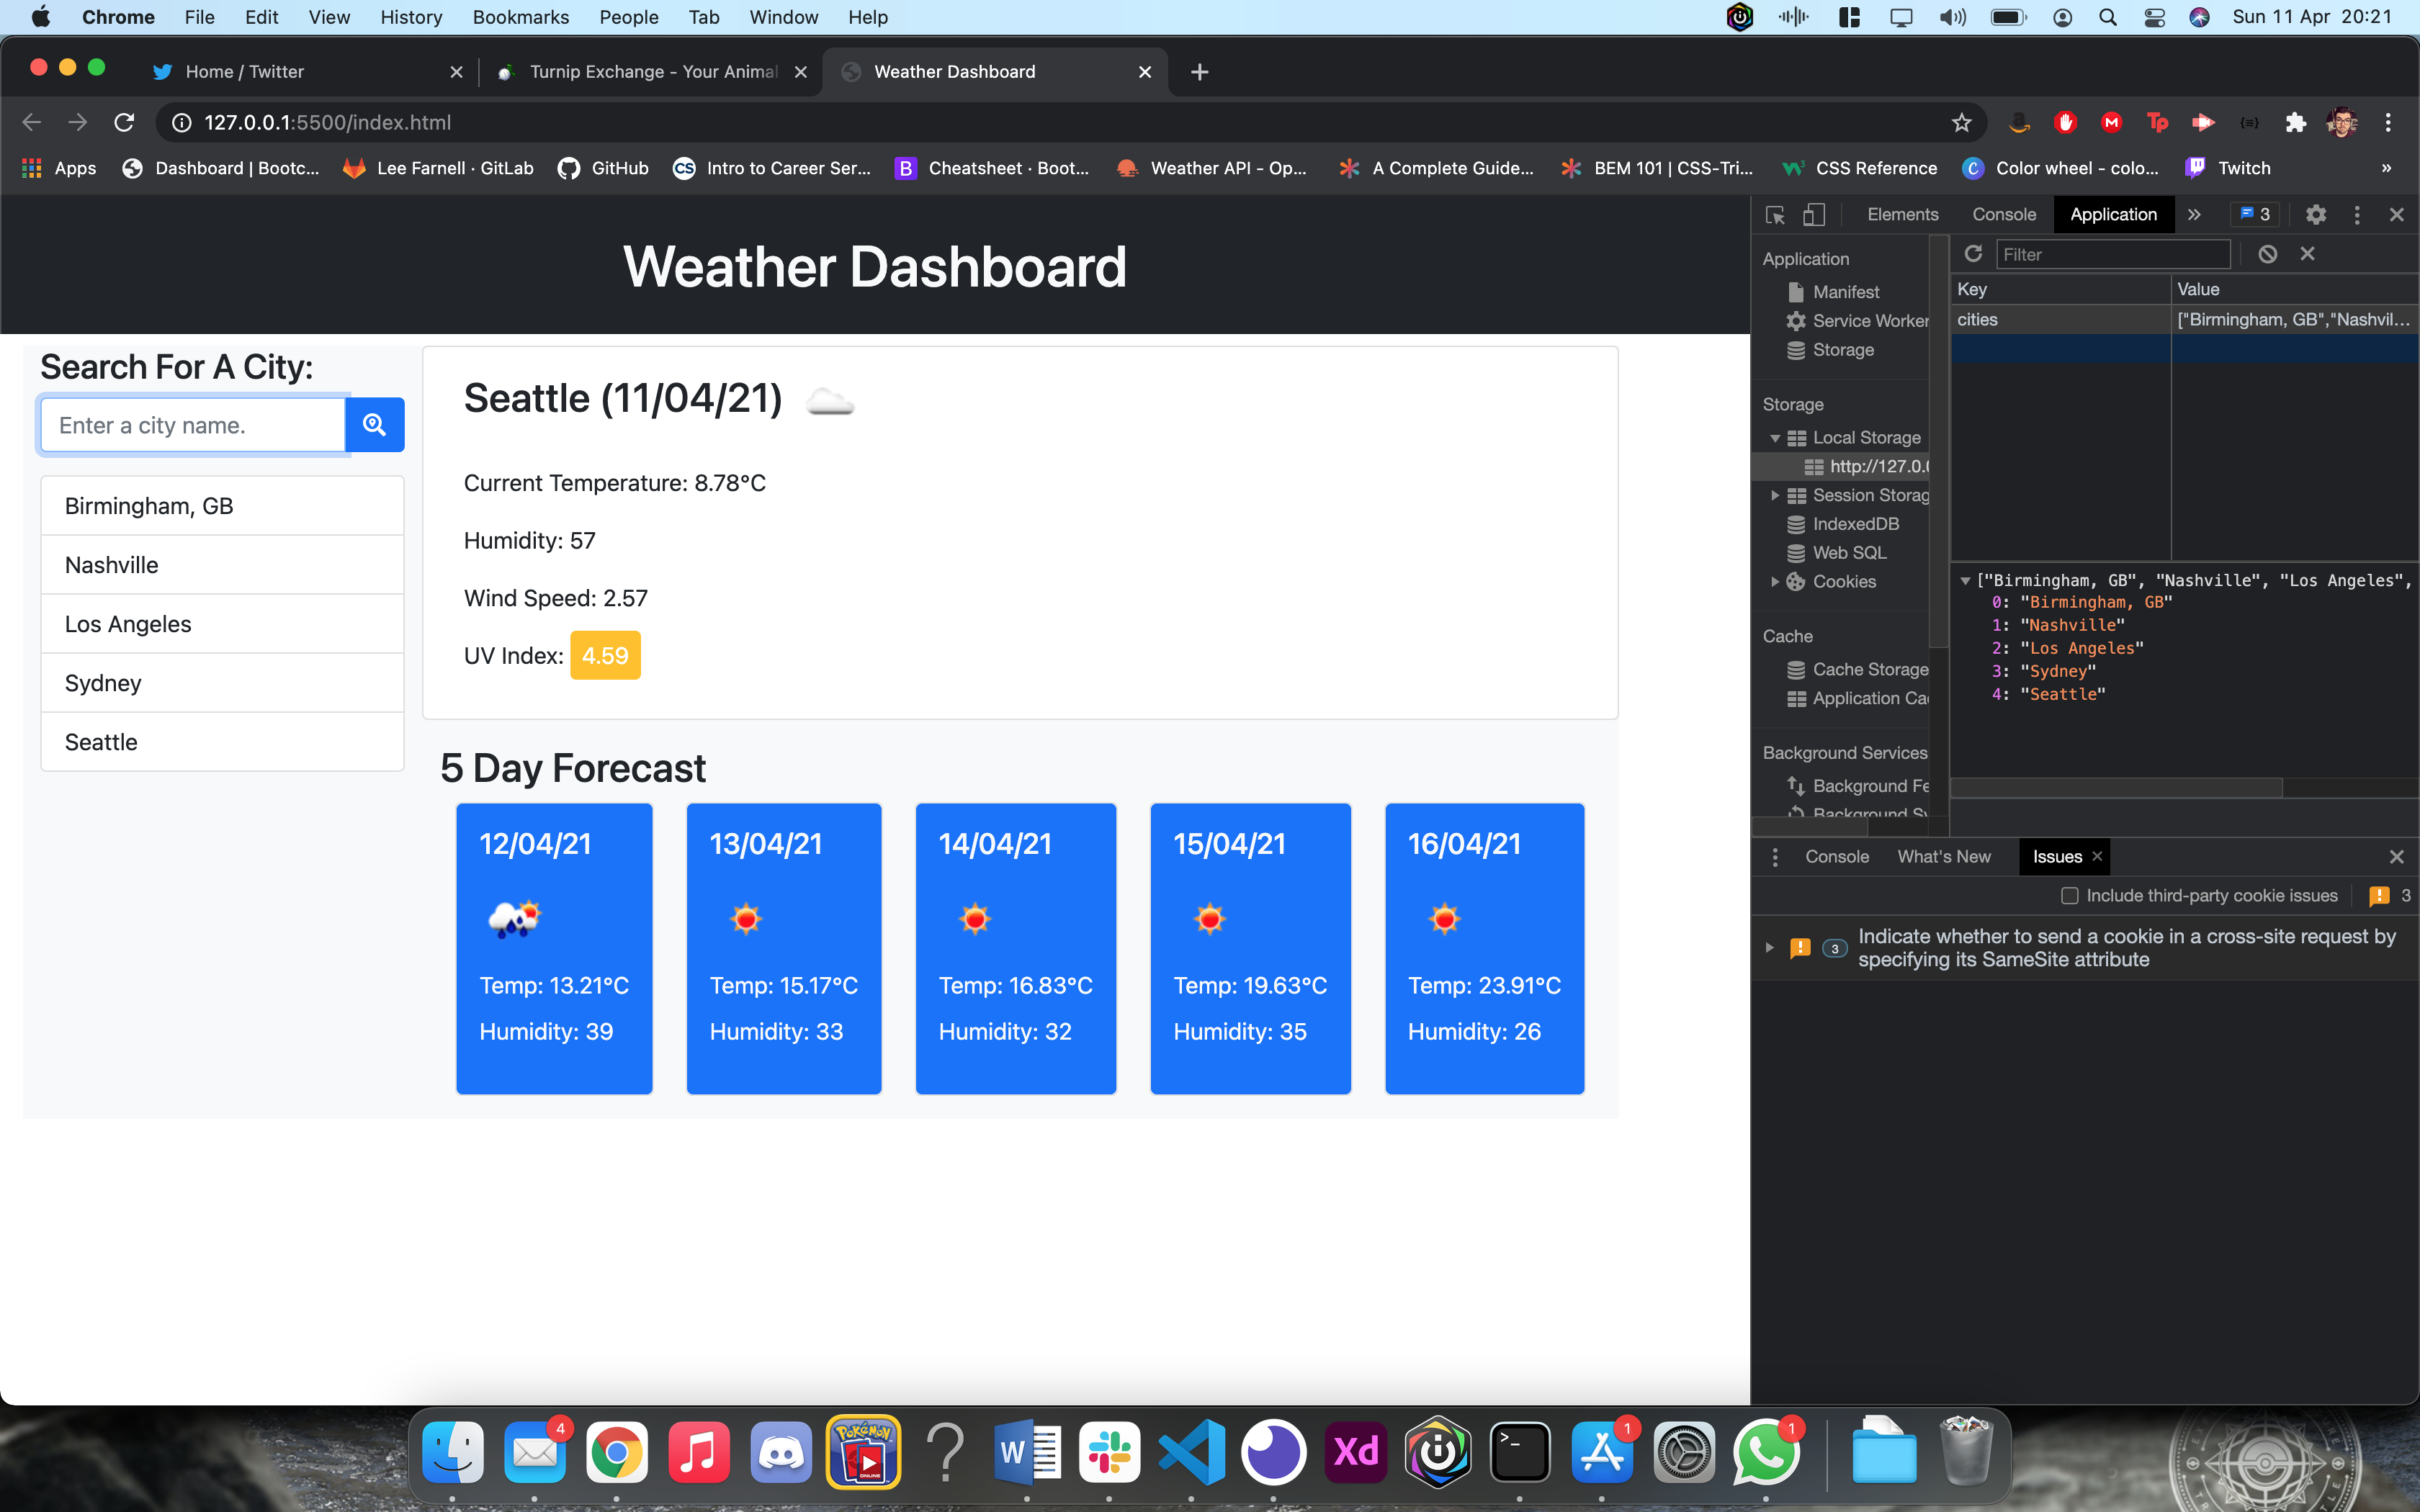 Chrome File Edit View History Bookmarks People Tab Window Help Sun 11 Apr 20:21
Home / Twitter Turnip Exchange - Your Animal Weather Dashboard
127.0.0.1:5500/index.html
Apps Dashboard | Bootc... Lee Farnell · GitLab GitHub CS Intro to Career Ser... B Cheatsheet · Boot... Weather API - Op... A Complete Guide... BEM 101 | CSS-Tri... CSS Reference Color wheel - colo... Twitch »
Weather Dashboard
Search For A City:
Enter a city name.
Birmingham, GB
Nashville
Los Angeles
Sydney
Seattle
Seattle (11/04/21)
Current Temperature: 8.78°C
Humidity: 57
Wind Speed: 2.57
UV Index: 4.59
5 Day Forecast
12/04/21
Temp: 13.21°C
Humidity: 39
13/04/21
Temp: 15.17°C
Humidity: 33
14/04/21
Temp: 16.83°C
Humidity: 32
15/04/21
Temp: 19.63°C
Humidity: 35
16/04/21
Temp: 23.91°C
Humidity: 26
Elements Console Application » 3
Application
Manifest
Service Worker
Storage
Storage
Local Storage
http://127.0.0
Session Storag
IndexedDB
Web SQL
Cookies
Cache
Cache Storage
Application Ca
Background Services
Background Fe
Background Sy
Filter
Key Value
cities ["Birmingham, GB","Nashvil...
["Birmingham, GB", "Nashville", "Los Angeles",
0: "Birmingham, GB"
1: "Nashville"
2: "Los Angeles"
3: "Sydney"
4: "Seattle"
Console What's New Issues
Include third-party cookie issues 3
3 Indicate whether to send a cookie in a cross-site request by
specifying its SameSite attribute
4 Pokémon ONLINE W Xd >_ 1 1